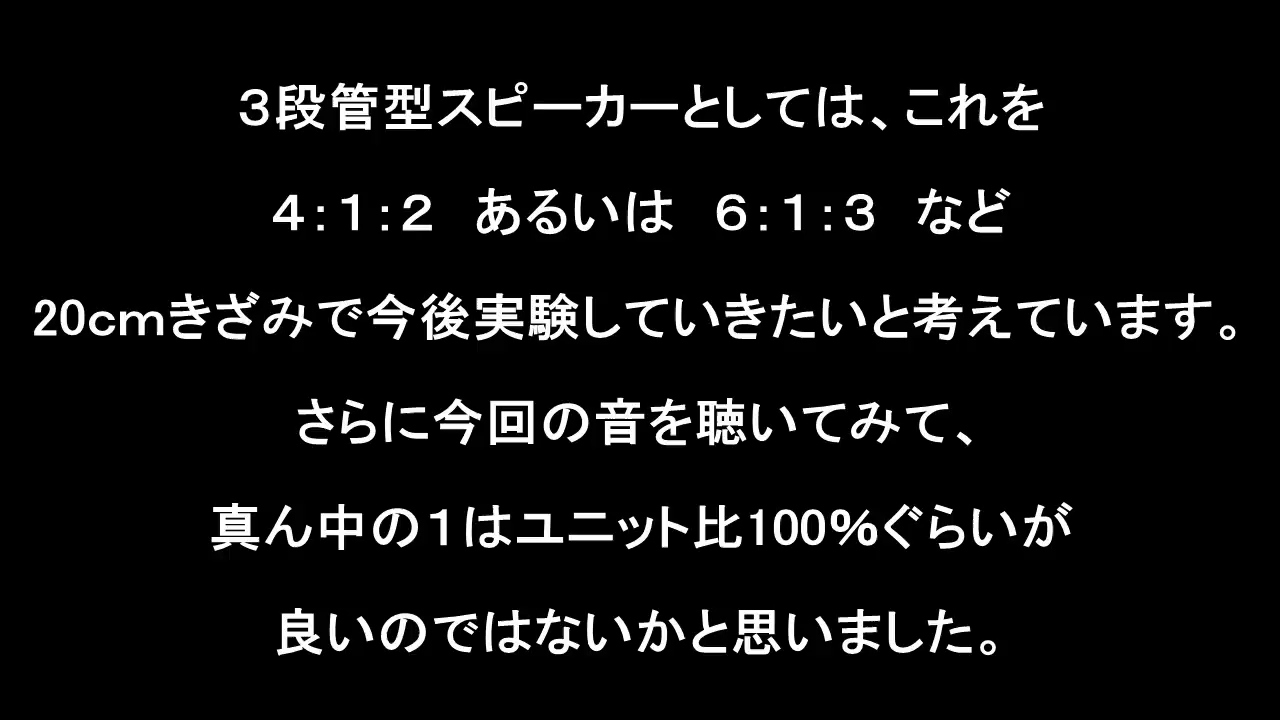 ３段管型スピーカーとしては、これを
４：１：２　あるいは　６：１：３　など
20cmきざみで今後実験していきたいと考えています。
さらに今回の音を聴いてみて、
真ん中の１はユニット比100％ぐらいが
良いのではないかと思いました。